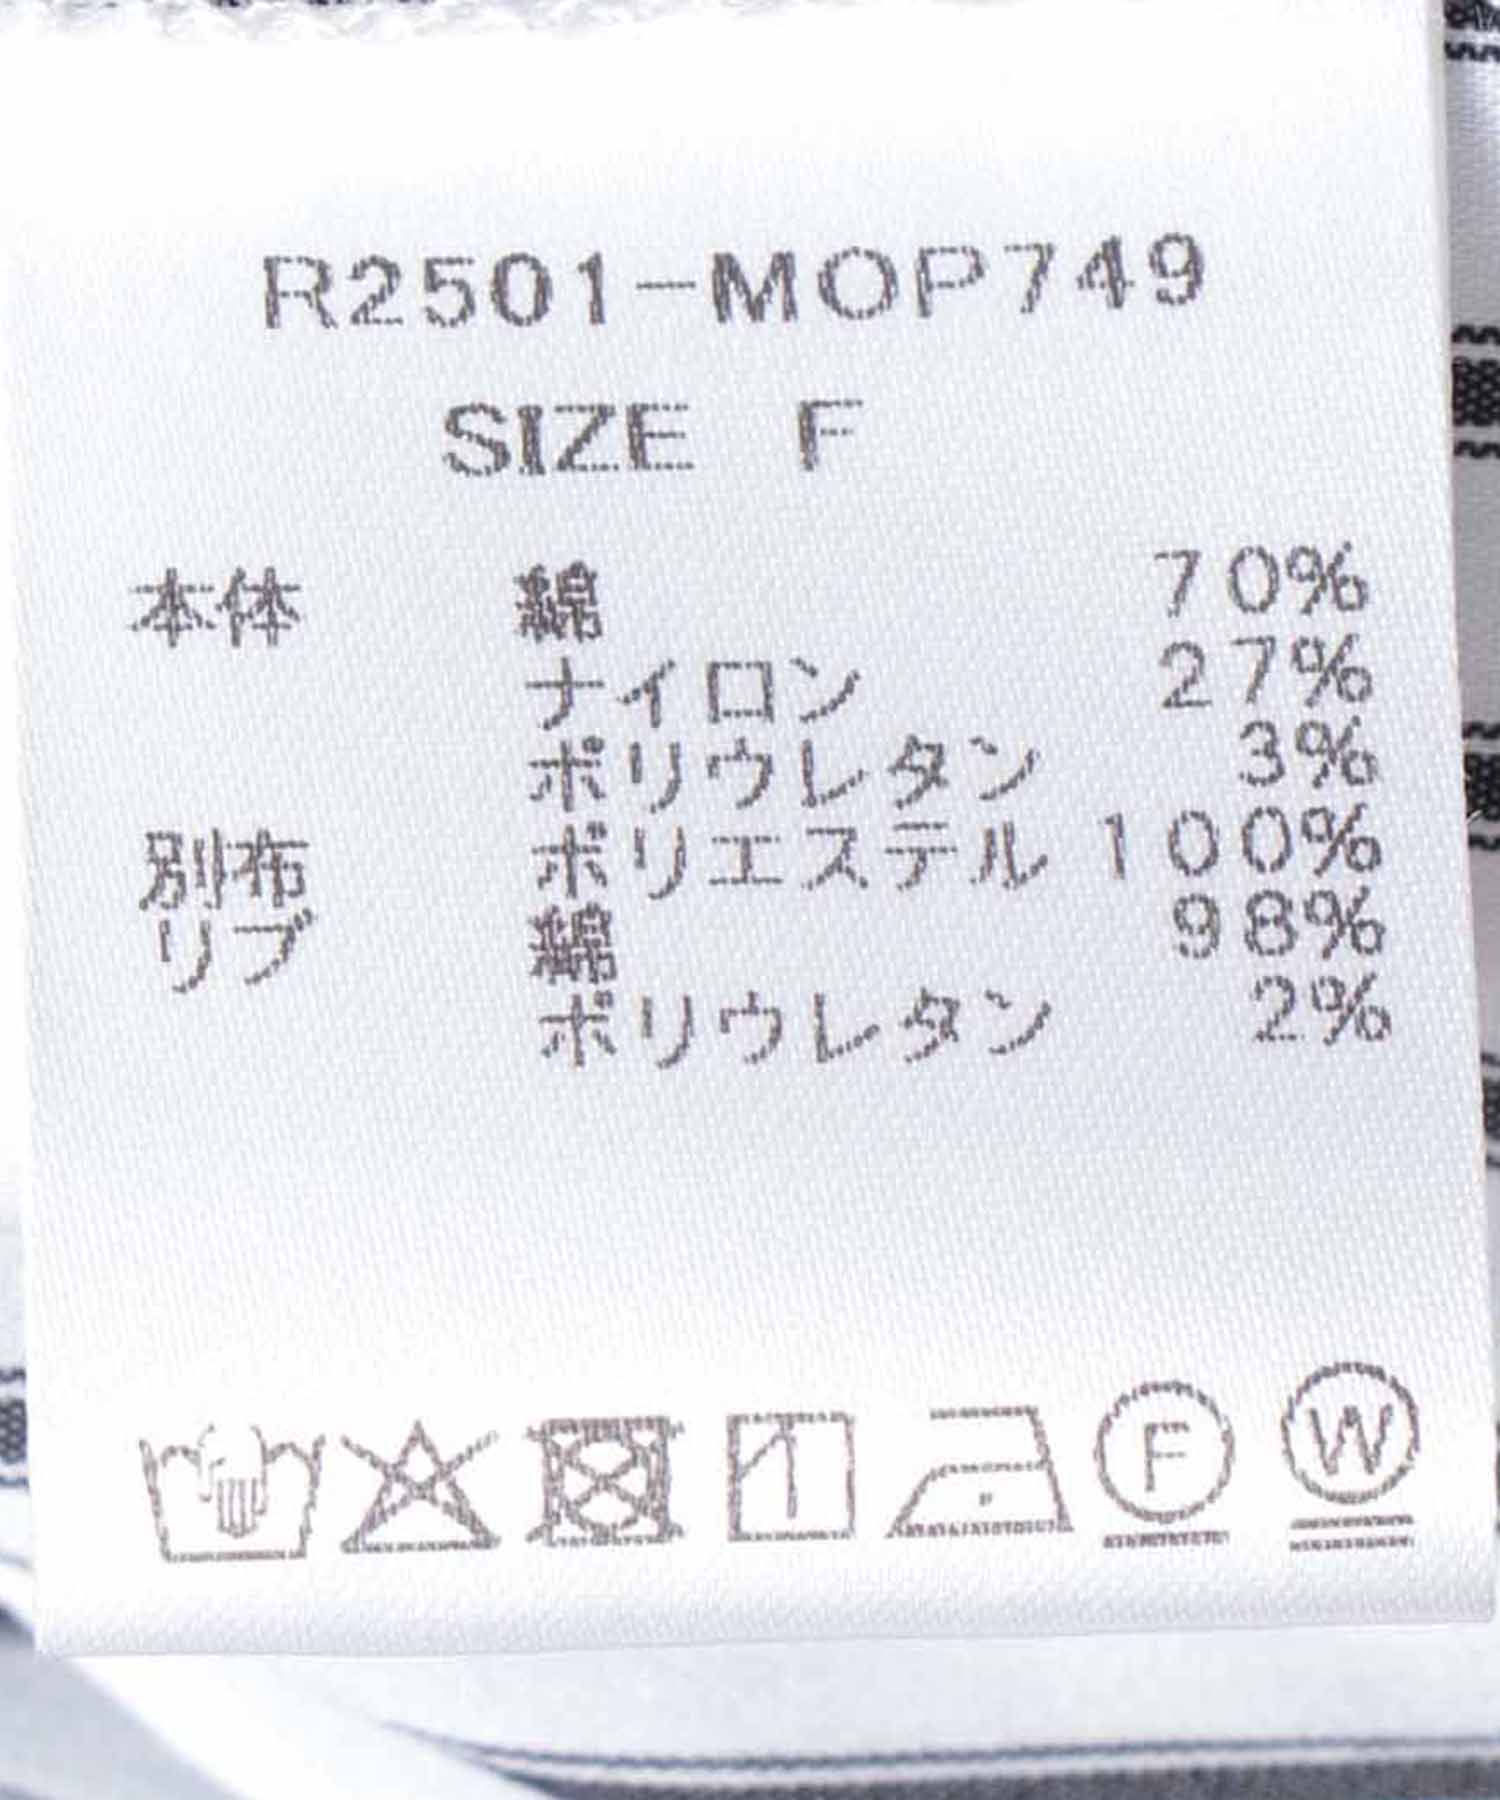 R2501-MOP749
SIZE F
本体 綿 70%
ナイロン 27%
ポリウレタン 3%
別布 ポリエステル 100%
リブ 綿 98%
ポリウレタン 2%
F W